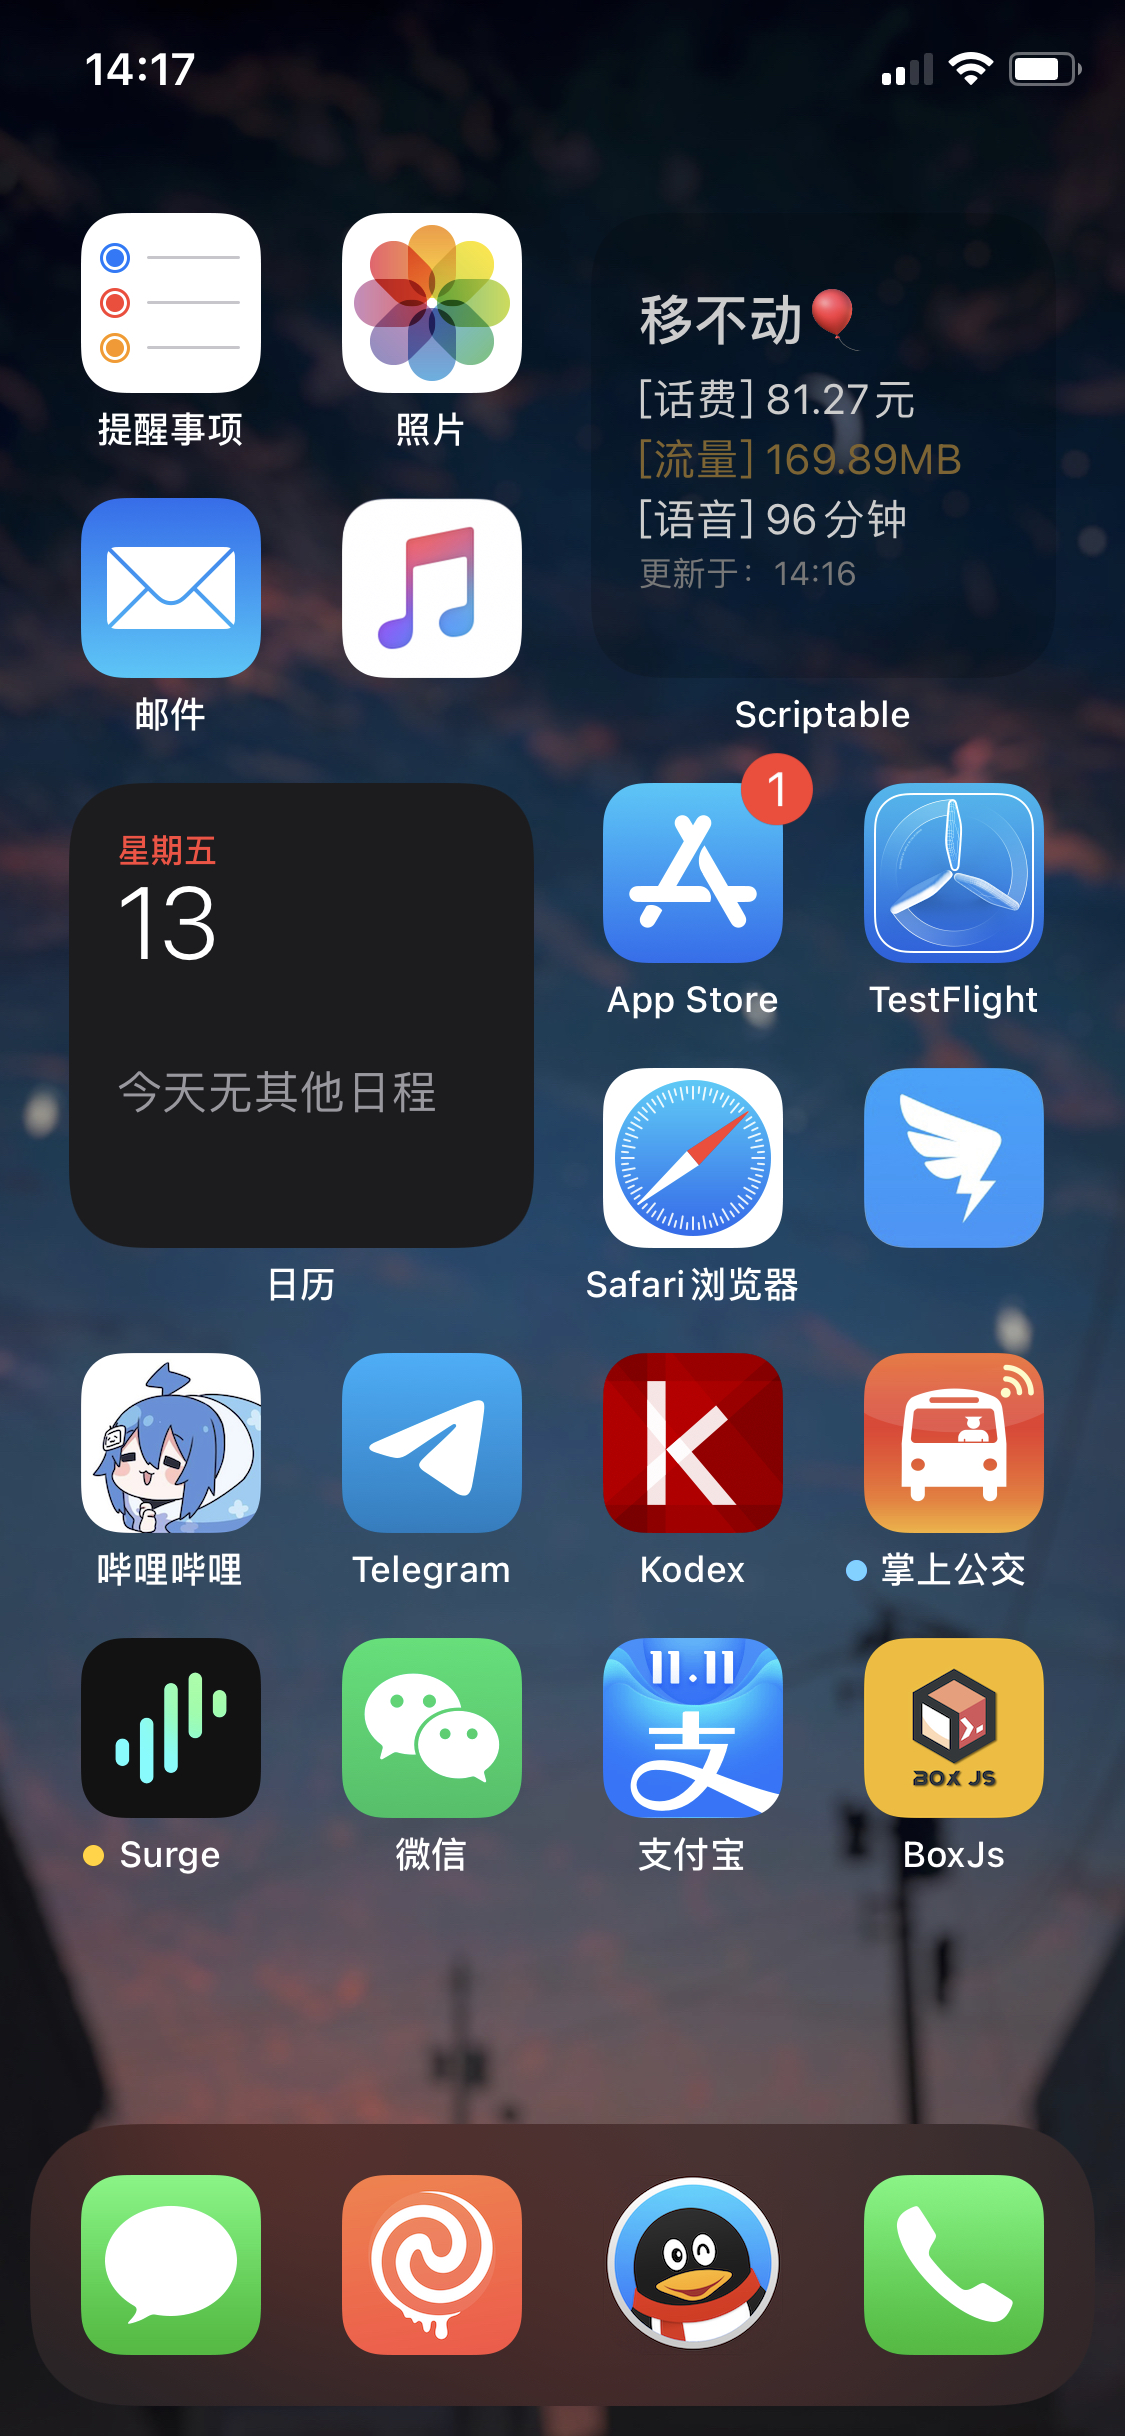 14:17
移不动🎈
[话费] 81.27元
[流量] 169.89MB
[语音] 96分钟
更新于：14:16
提醒事项
照片
邮件
Scriptable
星期五
13
今天无其他日程
日历
1
App Store
TestFlight
Safari浏览器
哔哩哔哩
Telegram
Kodex
掌上公交
11.11
支
BOX JS
Surge
微信
支付宝
BoxJs